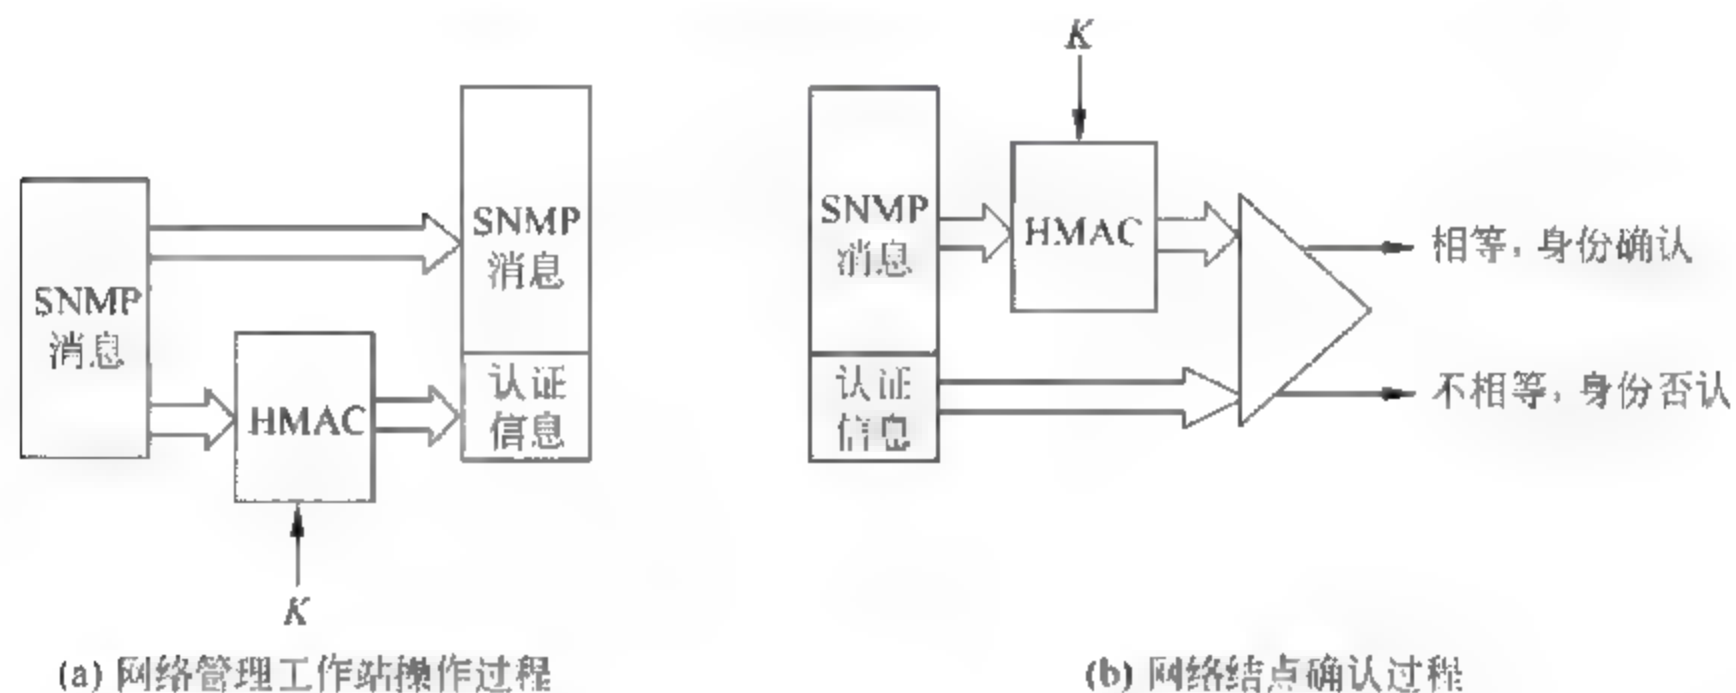 SNMP
消息
HMAC
K
SNMP
消息
认证
信息
(a) 网络管理工作站操作过程
K
SNMP
消息
认证
信息
HMAC
相等，身份确认
不相等，身份否认
(b) 网络结点确认过程